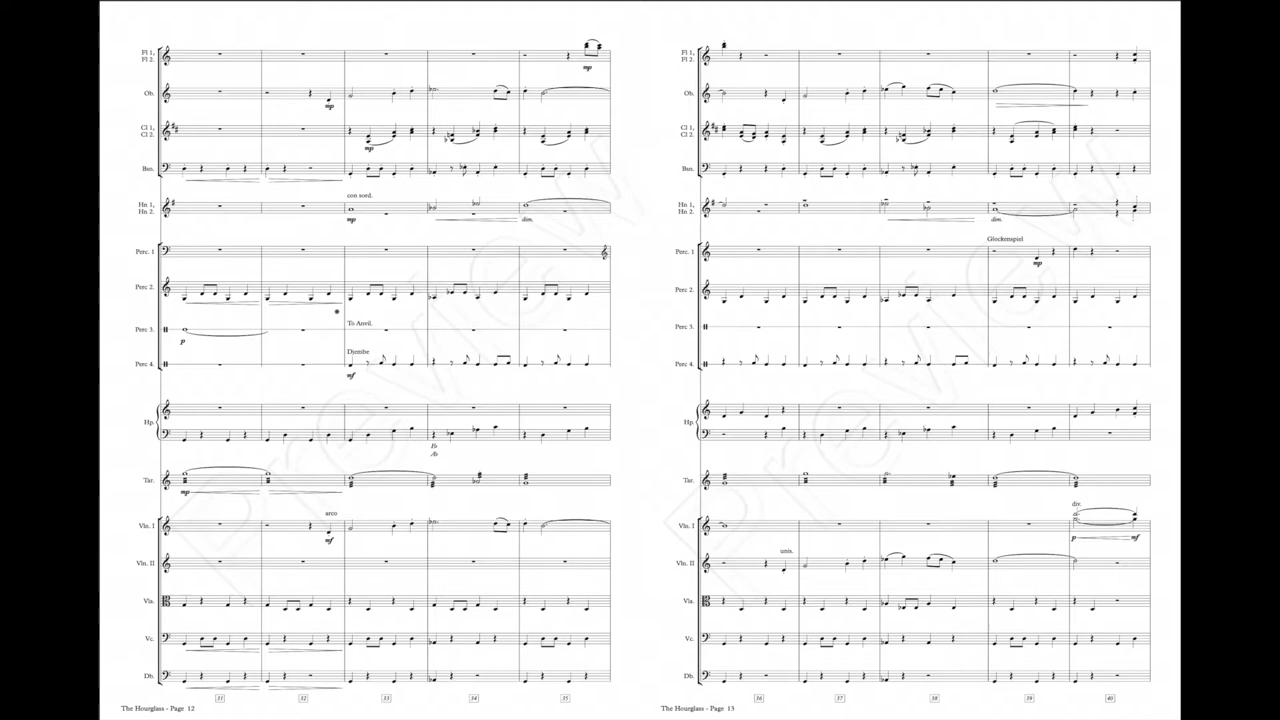 Fl 1,
Fl 2.
mp
Ob.
mp
Cl 1,
Cl 2.
mp
Bsn.
con sord.
Hn 1,
Hn 2.
mp
dim.
Perc. 1
Perc 2.
To Anvil.
Perc 3.
p
Djembe
Perc 4.
mf
Hp.
Tar.
mp
arco
Vln. I
mf
Vln. II
Vla.
Vc.
Db.
31 32 33 34 35
The Hourglass - Page 12
Fl 1,
Fl 2.
Ob.
Cl 1,
Cl 2.
Bsn.
Hn 1,
Hn 2.
dim.
Glockenspiel
Perc. 1
mp
Perc 2.
Perc 3.
Perc 4.
Hp.
Tar.
div.
Vln. I
p mf
unis.
Vln. II
Vla.
Vc.
Db.
36 37 38 39 40
The Hourglass - Page 13
Preview
Preview